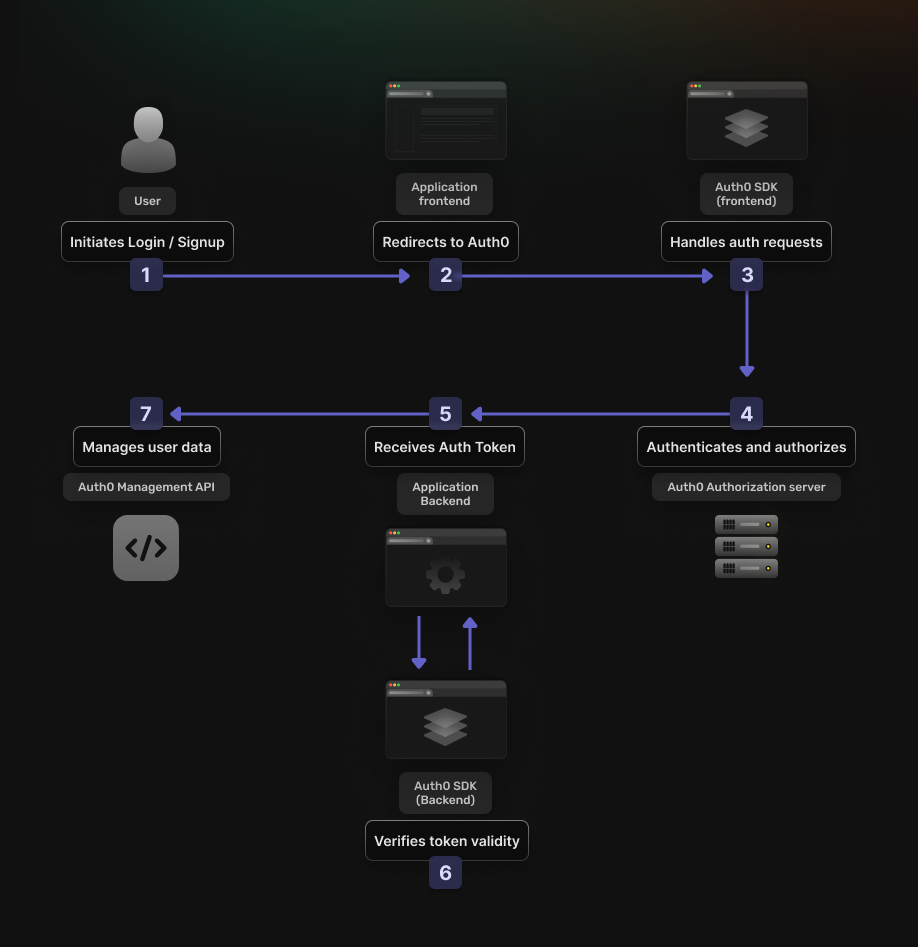 User
Initiates Login / Signup
1
Application
frontend
Redirects to Auth0
2
Auth0 SDK
(frontend)
Handles auth requests
3
7
Manages user data
Auth0 Management API
5
Receives Auth Token
Application
Backend
4
Authenticates and authorizes
Auth0 Authorization server
Auth0 SDK
(Backend)
Verifies token validity
6